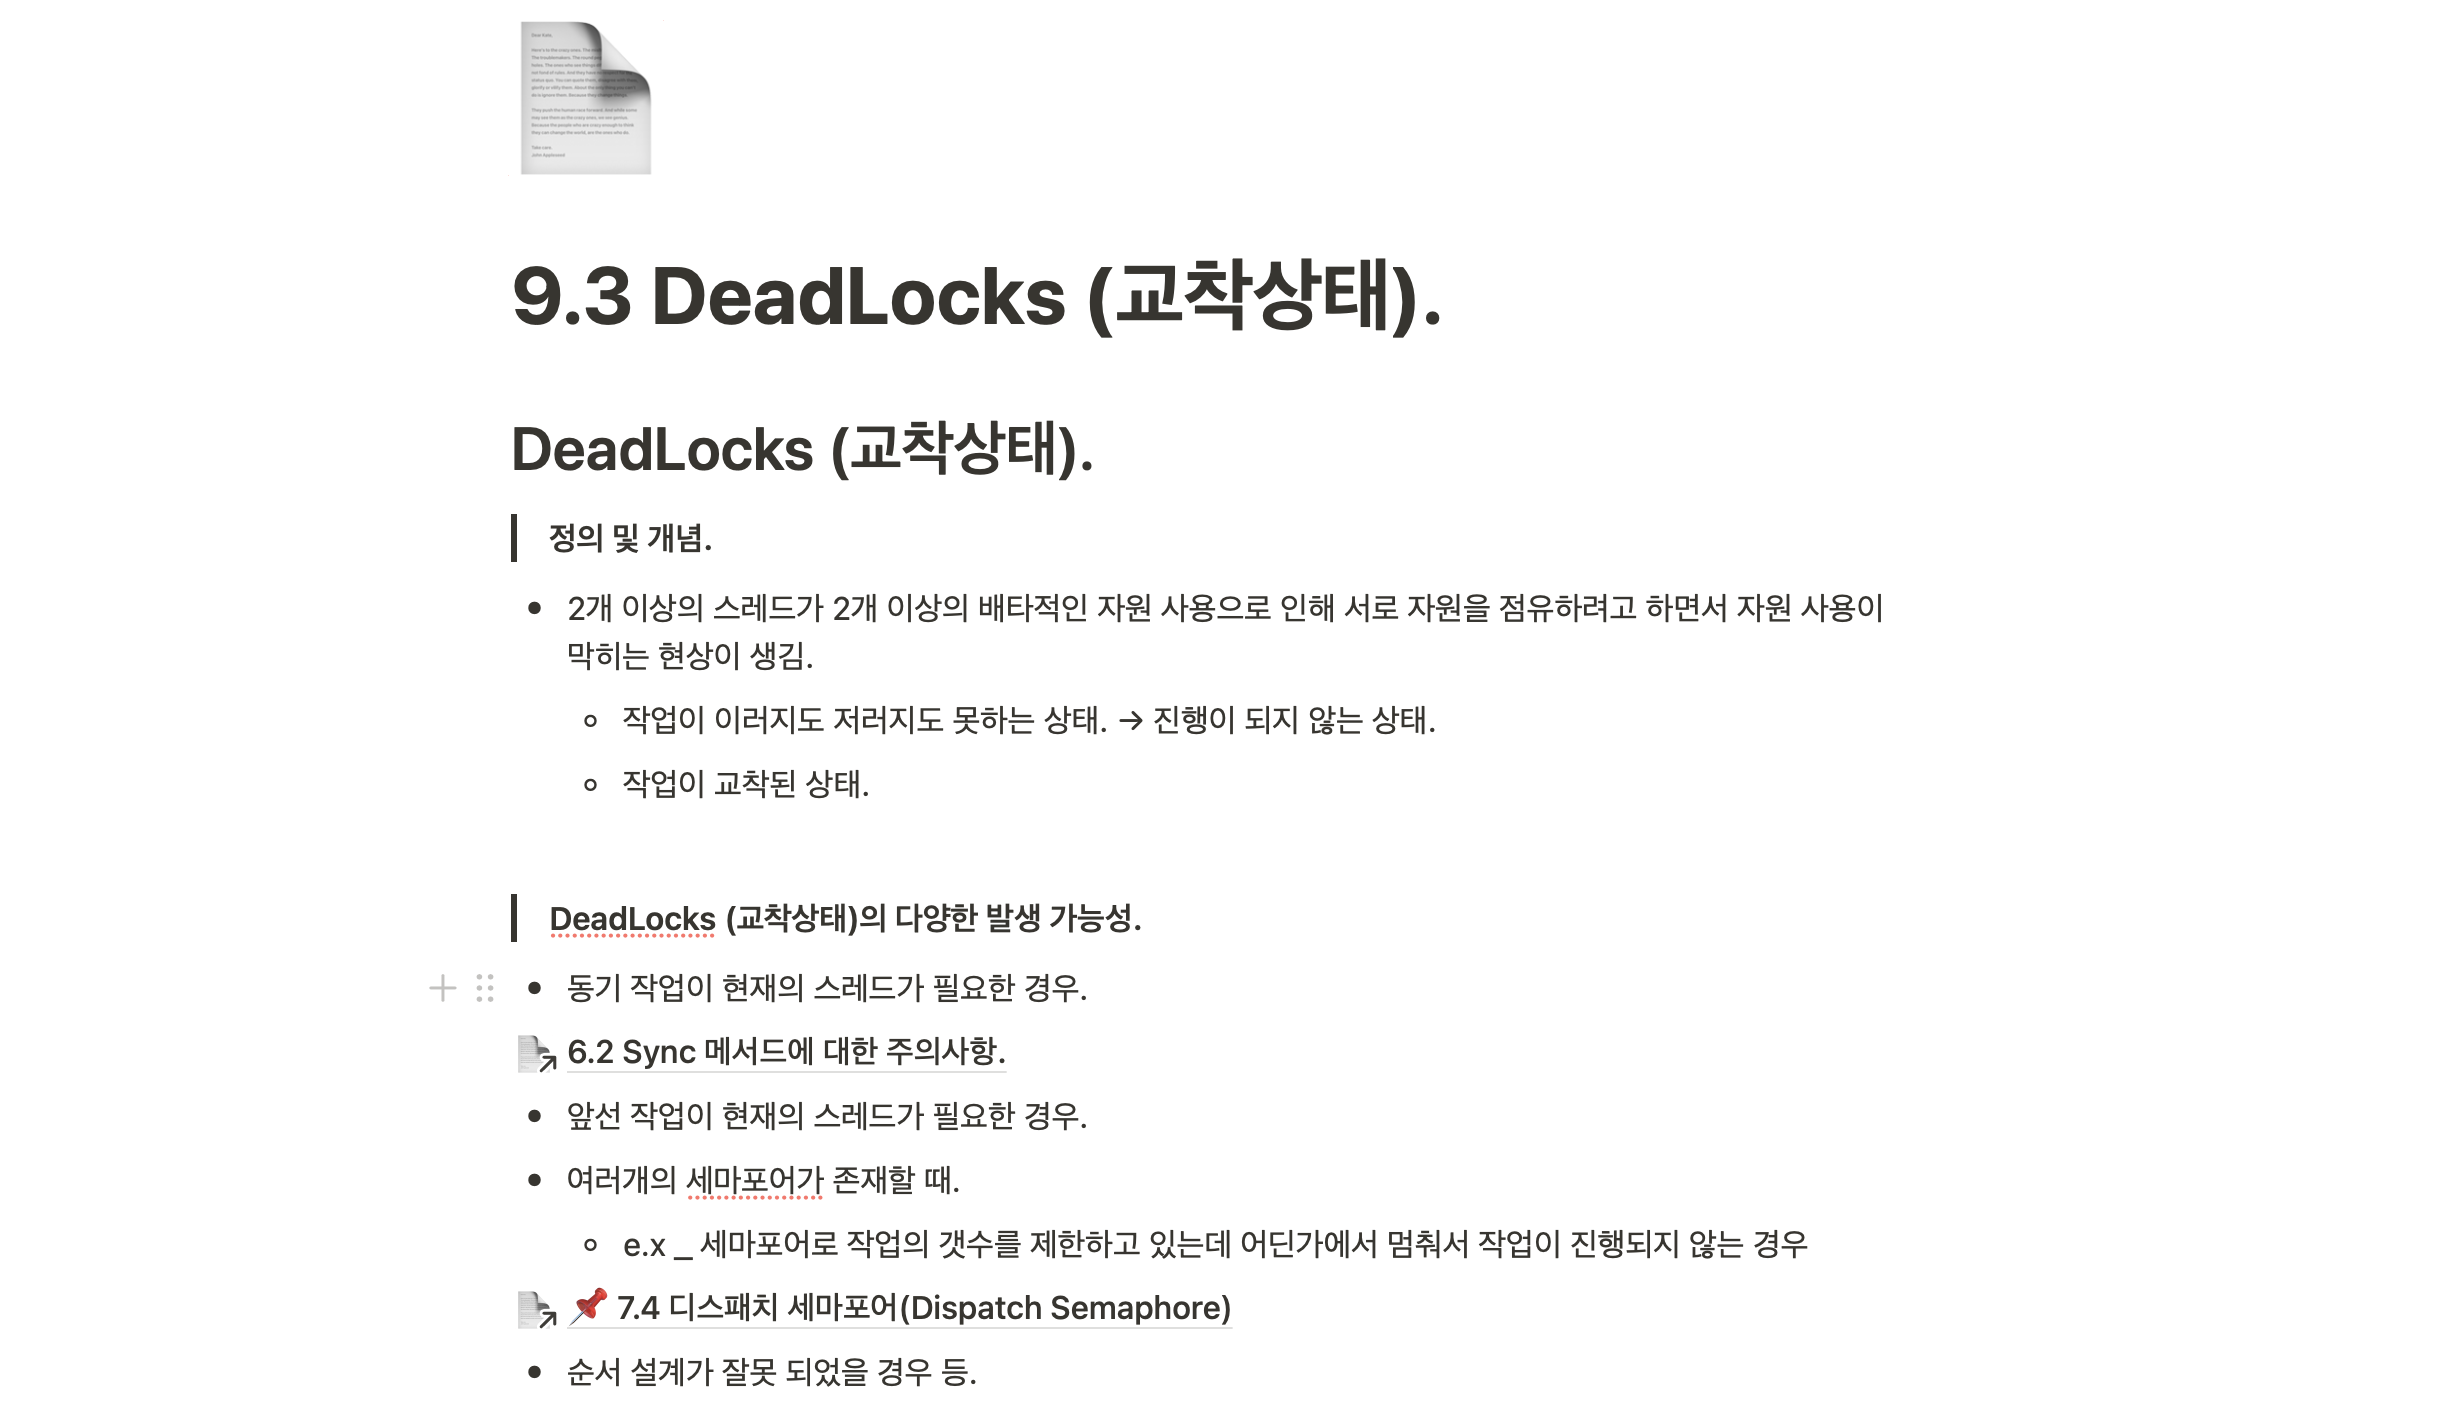 9.3 DeadLocks (교착상태).
DeadLocks (교착상태).
정의 및 개념.
2개 이상의 스레드가 2개 이상의 배타적인 자원 사용으로 인해 서로 자원을 점유하려고 하면서 자원 사용이
막히는 현상이 생김.
작업이 이러지도 저러지도 못하는 상태. → 진행이 되지 않는 상태.
작업이 교착된 상태.
DeadLocks (교착상태)의 다양한 발생 가능성.
동기 작업이 현재의 스레드가 필요한 경우.
6.2 Sync 메서드에 대한 주의사항.
앞선 작업이 현재의 스레드가 필요한 경우.
여러개의 세마포어가 존재할 때.
e.x _ 세마포어로 작업의 갯수를 제한하고 있는데 어딘가에서 멈춰서 작업이 진행되지 않는 경우
📌 7.4 디스패치 세마포어(Dispatch Semaphore)
순서 설계가 잘못 되었을 경우 등.